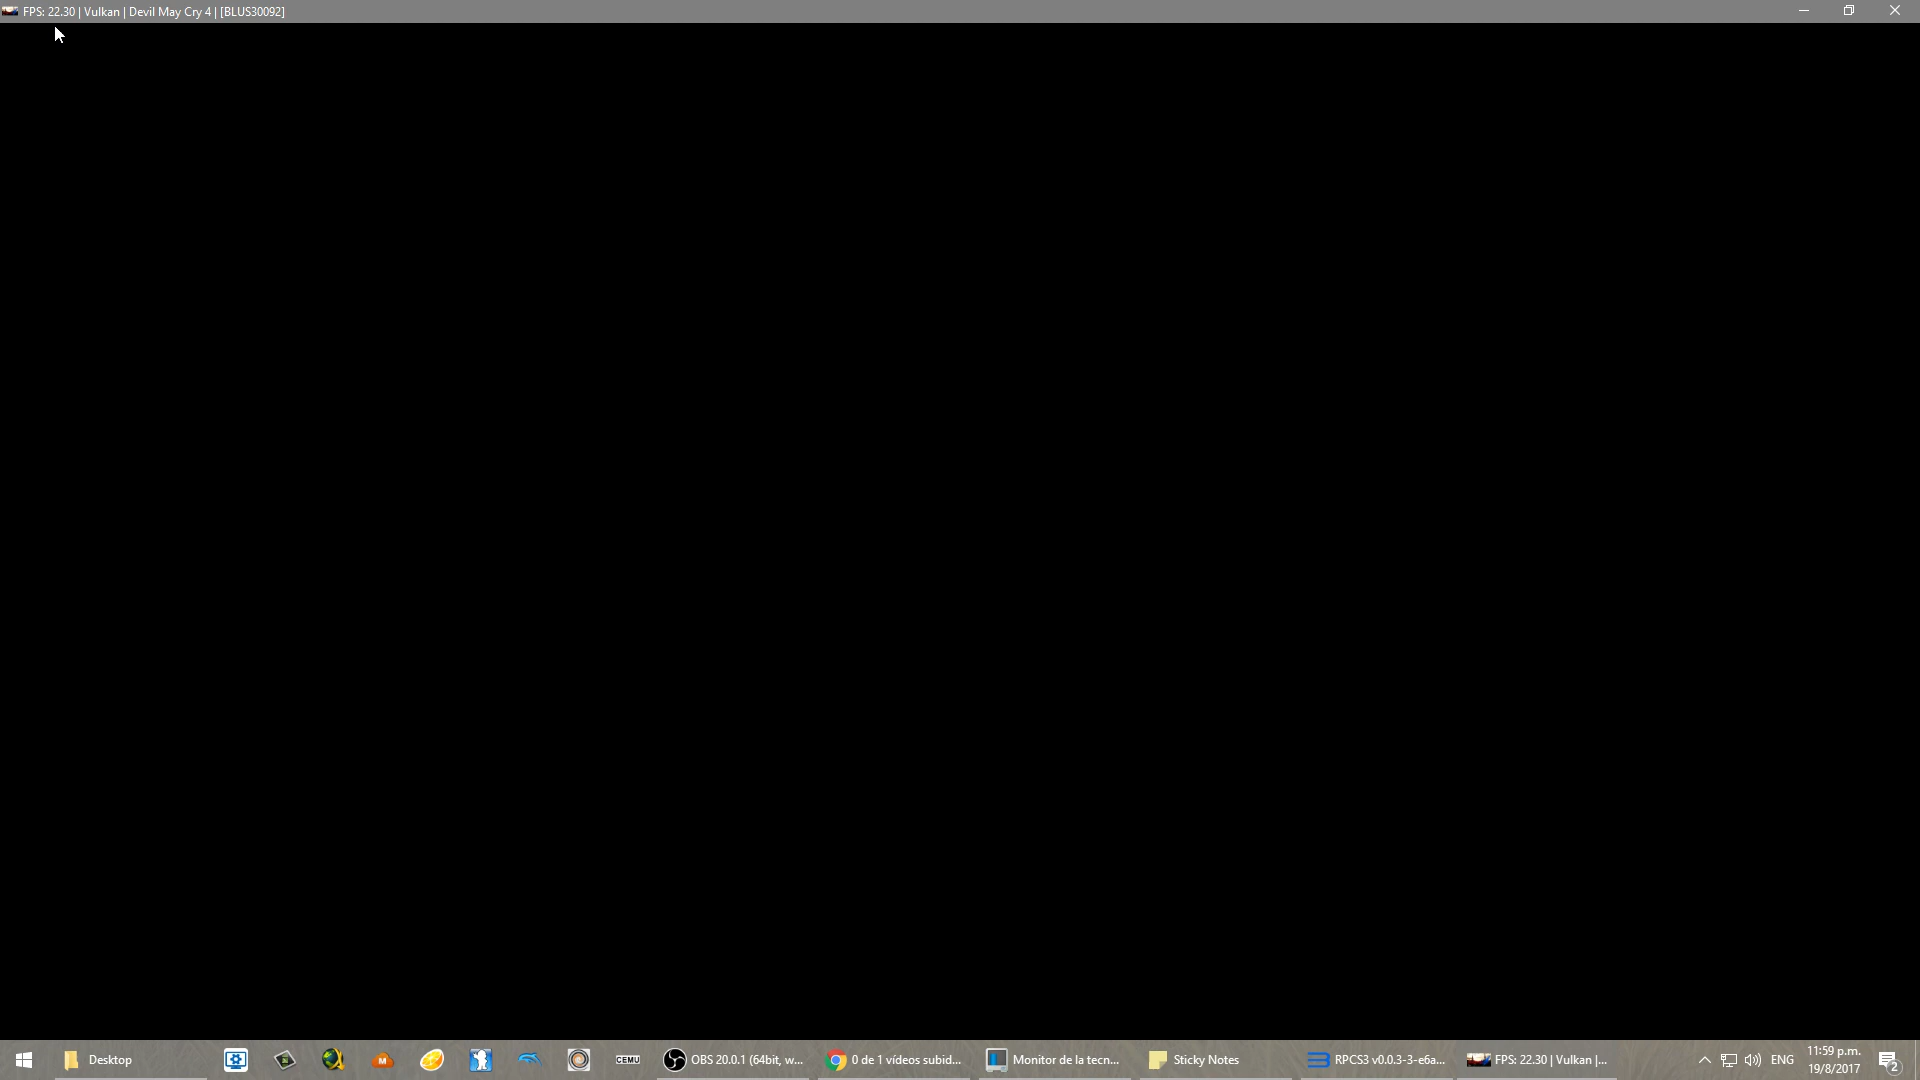 FPS: 22.30 | Vulkan | Devil May Cry 4 | [BLUS30092]
Desktop
CEMU
OBS 20.0.1 (64bit, w...
0 de 1 vídeos subid...
Monitor de la tecn...
Sticky Notes
RPCS3 v0.0.3-3-e6a...
FPS: 22.30 | Vulkan |...
ENG
11:59 p.m.
19/8/2017
2